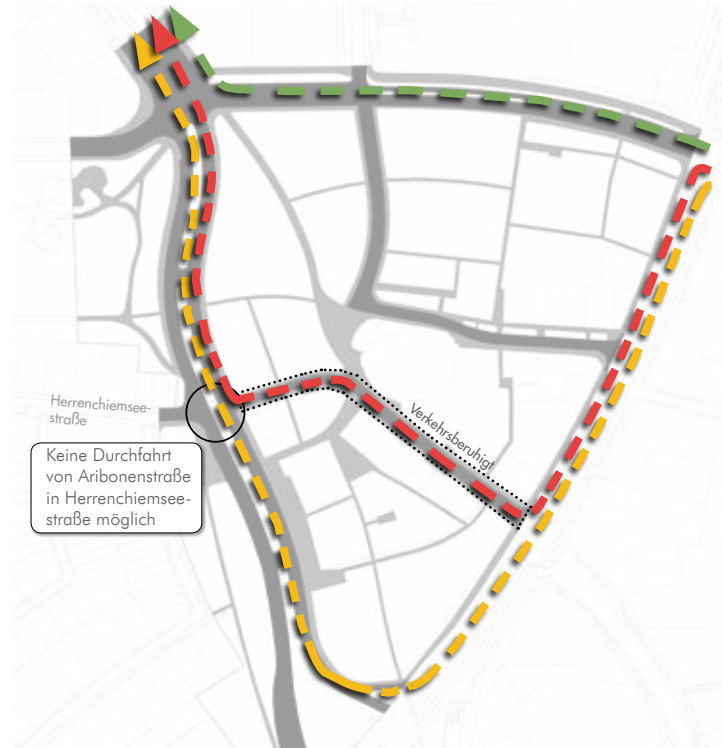 Herrenchiemsee-
straße
Verkehrsberuhigt
Keine Durchfahrt
von Aribonenstraße
in Herrenchiemsee-
straße möglich